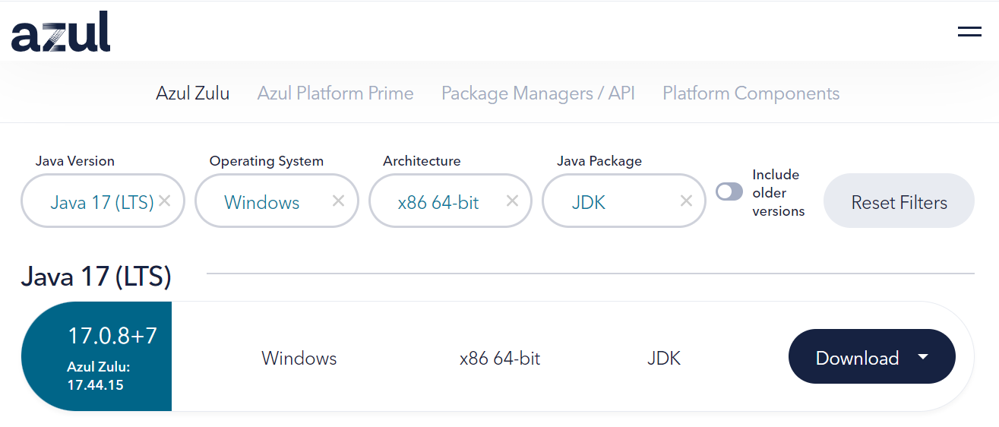 azul
Azul Zulu Azul Platform Prime Package Managers / API Platform Components
Java Version Operating System Architecture Java Package
Include older versions
Java 17 (LTS) Windows x86 64-bit JDK Reset Filters
Java 17 (LTS)
17.0.8+7
Azul Zulu:
17.44.15
Windows x86 64-bit JDK Download